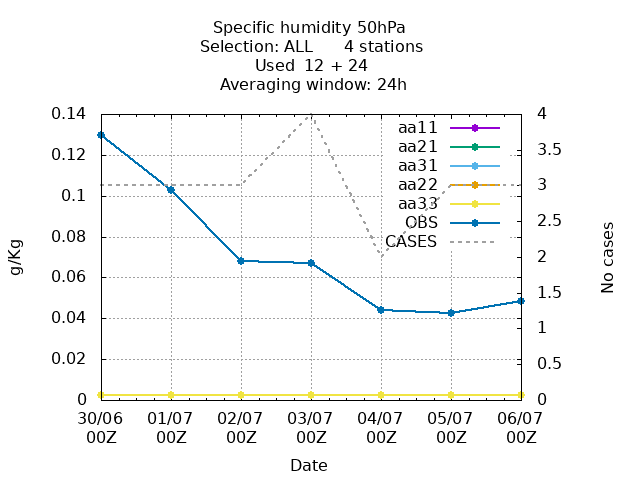 Specific humidity 50hPa
Selection: ALL      4 stations
Used  12 + 24
Averaging window: 24h
0.14
0.12
0.1
0.08
0.06
0.04
0.02
0
g/Kg
4
3.5
3
2.5
2
1.5
1
0.5
0
No cases
aa11
aa21
aa31
aa22
aa33
OBS
CASES
30/06 01/07 02/07 03/07 04/07 05/07 06/07
00Z 00Z 00Z 00Z 00Z 00Z 00Z
Date